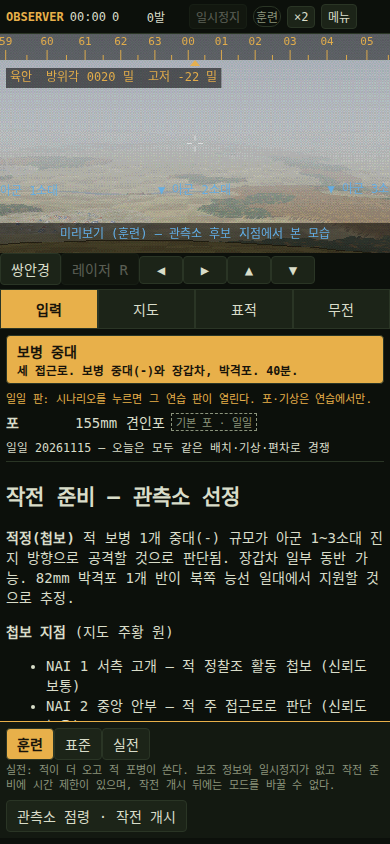 OBSERVER 00:00 0 0발 일시정지 훈련 ×2 메뉴
59 60 61 62 63 00 01 02 03 04 05
육안 방위각 0020 밀 고저 -22 밀
미리보기 (훈련) — 관측소 후보 지점에서 본 모습
쌍안경 레이저 R ◀ ▶ ▲ ▼
입력 지도 표적 무전
보병 중대
세 접근로. 보병 중대(-)와 장갑차, 박격포. 40분.
일일 판: 시나리오를 누르면 그 연습 판이 열린다. 포·기상은 연습에서만.
포 155mm 견인포 기본 포 · 일일
일일 20261115 — 오늘은 모두 같은 배치·기상·편차로 경쟁
작전 준비 — 관측소 선정
적정(첩보) 적 보병 1개 중대(-) 규모가 아군 1~3소대 진
지 방향으로 공격할 것으로 판단됨. 장갑차 일부 동반 가
능. 82mm 박격포 1개 반이 북쪽 능선 일대에서 지원할 것
으로 추정.
첩보 지점 (지도 주황 원)
• NAI 1 서측 고개 — 적 정찰조 활동 첩보 (신뢰도
보통)
• NAI 2 중앙 안부 — 적 주 접근로로 판단 (신뢰도
훈련 표준 실전
실전: 적이 더 오고 적 포병이 쏜다. 보조 정보와 일시정지가 없고 작전 준
비에 시간 제한이 있으며, 작전 개시 뒤에는 모드를 바꿀 수 없다.
관측소 점령 · 작전 개시